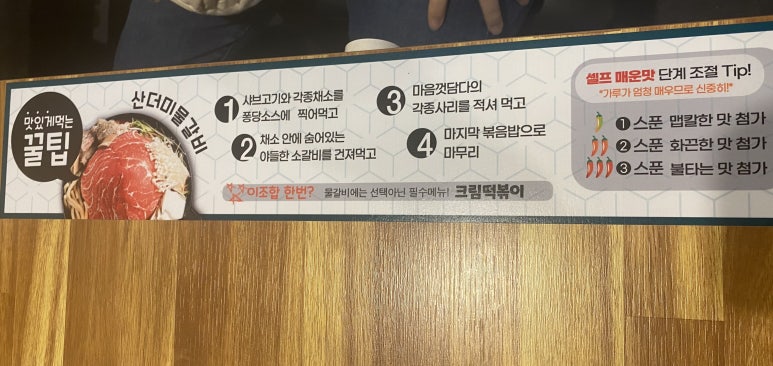 맛있게먹는
꿀팁
산더미물갈비
1 샤브고기와 각종채소를
퐁당소스에 찍어먹고
2 채소 안에 숨어있는
야들한 소갈비를 건져먹고
3 마음껏담다의
각종사리를 적셔 먹고
4 마지막 볶음밥으로
마무리
이조합 한번? 물갈비에는 선택아닌 필수메뉴! 크림떡볶이
셀프 매운맛 단계 조절 Tip!
"가루가 엄청 매우므로 신중히!"
1 스푼 맵칼한 맛 첨가
2 스푼 화끈한 맛 첨가
3 스푼 불타는 맛 첨가